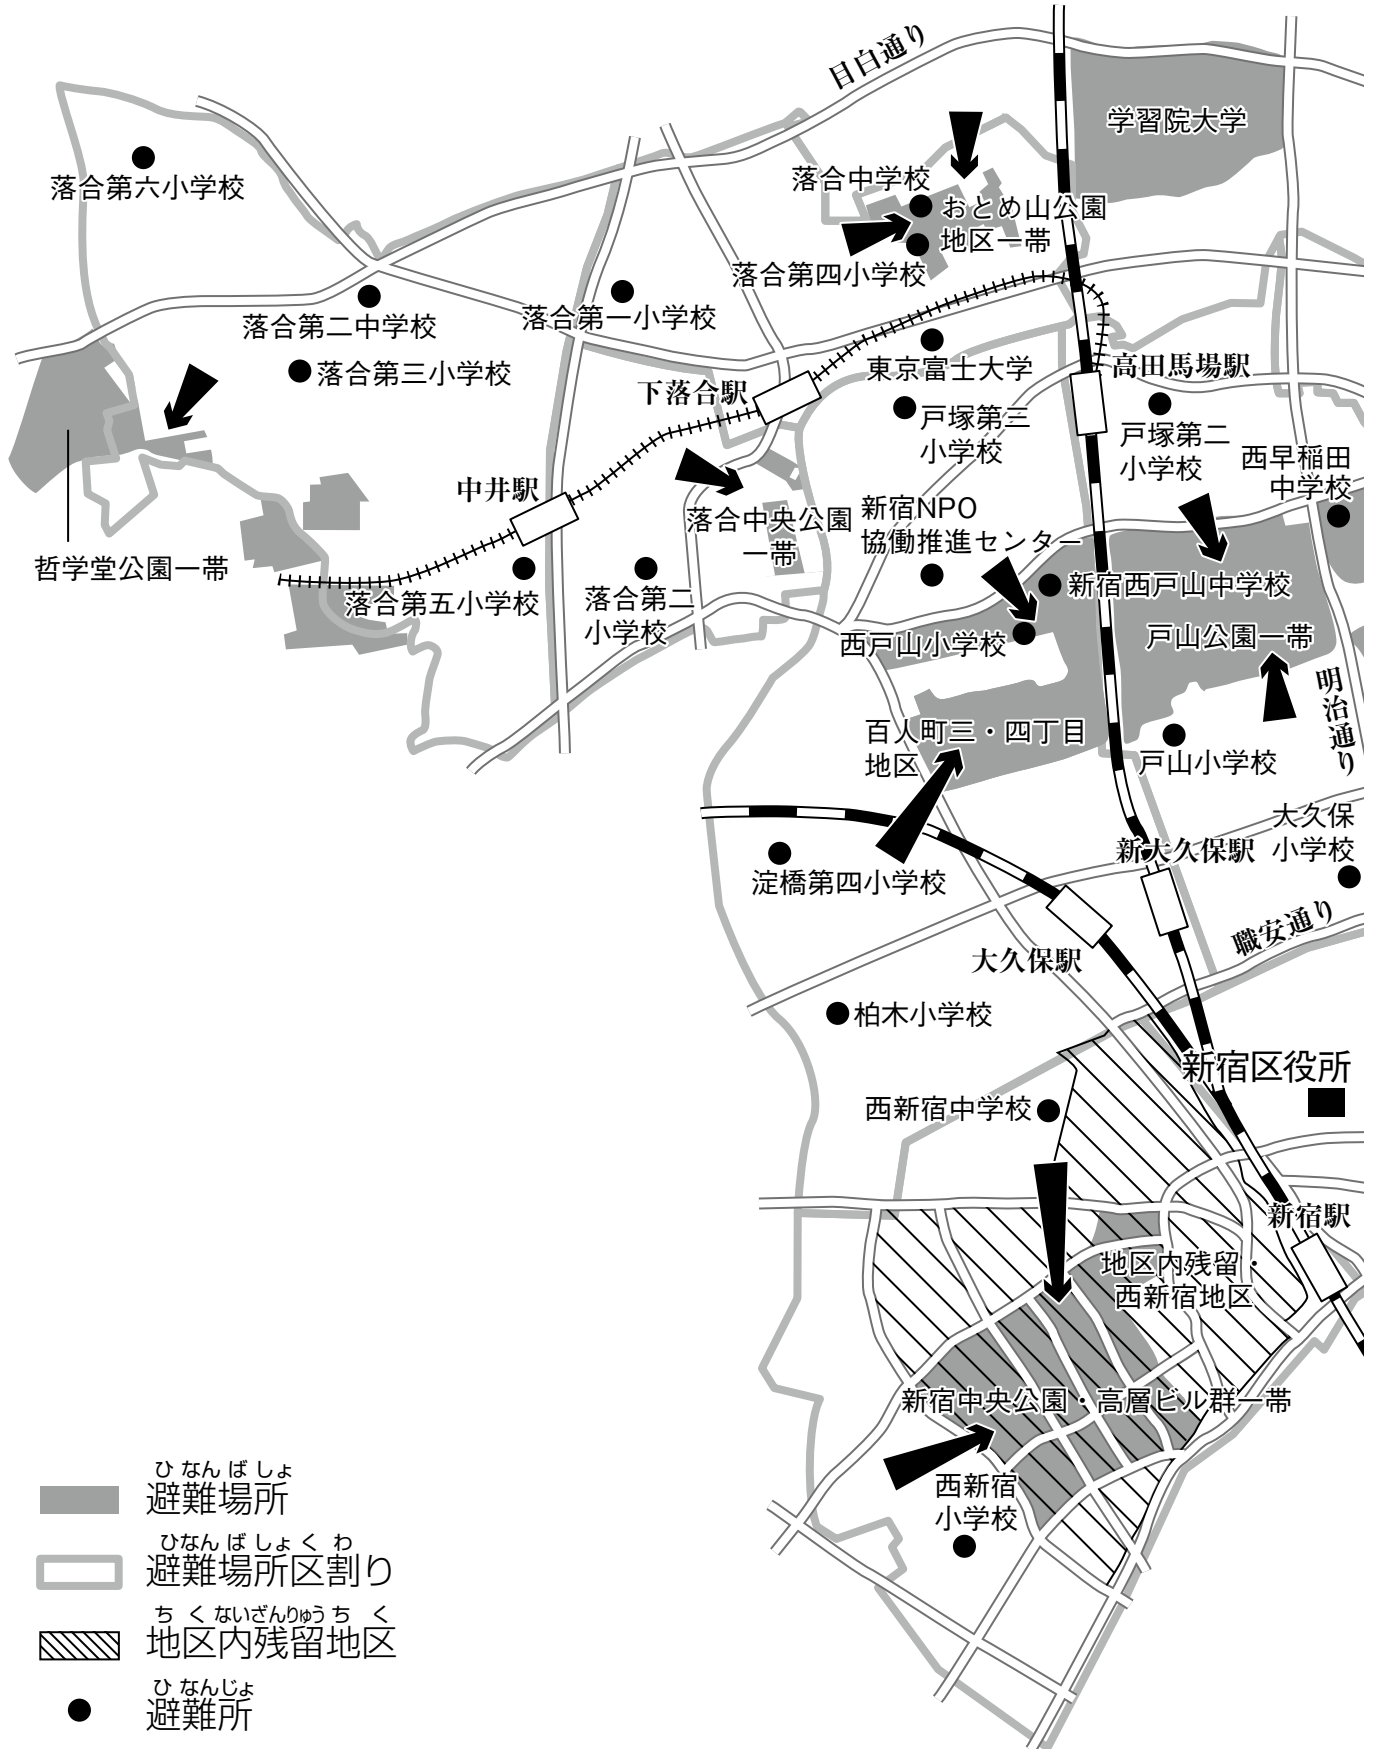 目白通り
学習院大学
落合第六小学校
落合中学校
おとめ山公園
地区一帯
落合第四小学校
落合第二中学校
落合第一小学校
落合第三小学校
東京富士大学
高田馬場駅
下落合駅
戸塚第三
小学校
戸塚第二
小学校
西早稲田
中学校
中井駅
落合中央公園
一帯
新宿NPO
協働推進センター
哲学堂公園一帯
落合第五小学校
落合第二
小学校
新宿西戸山中学校
西戸山小学校
戸山公園一帯
明治通り
百人町三・四丁目
地区
戸山小学校
大久保
小学校
新大久保駅
淀橋第四小学校
職安通り
大久保駅
柏木小学校
新宿区役所
西新宿中学校
新宿駅
地区内残留・
西新宿地区
新宿中央公園・高層ビル群一帯
西新宿
小学校
ひなんばしょ
避難場所
ひなんばしょくわ
避難場所区割り
ちくないざんりゅうちく
地区内残留地区
ひなんじょ
避難所